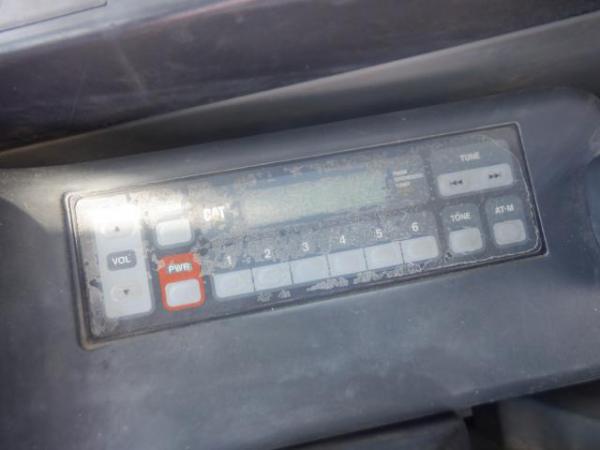 TUNE
CAT
VOL
PWR
1 2 3 4 5 6
TONE
AT-M